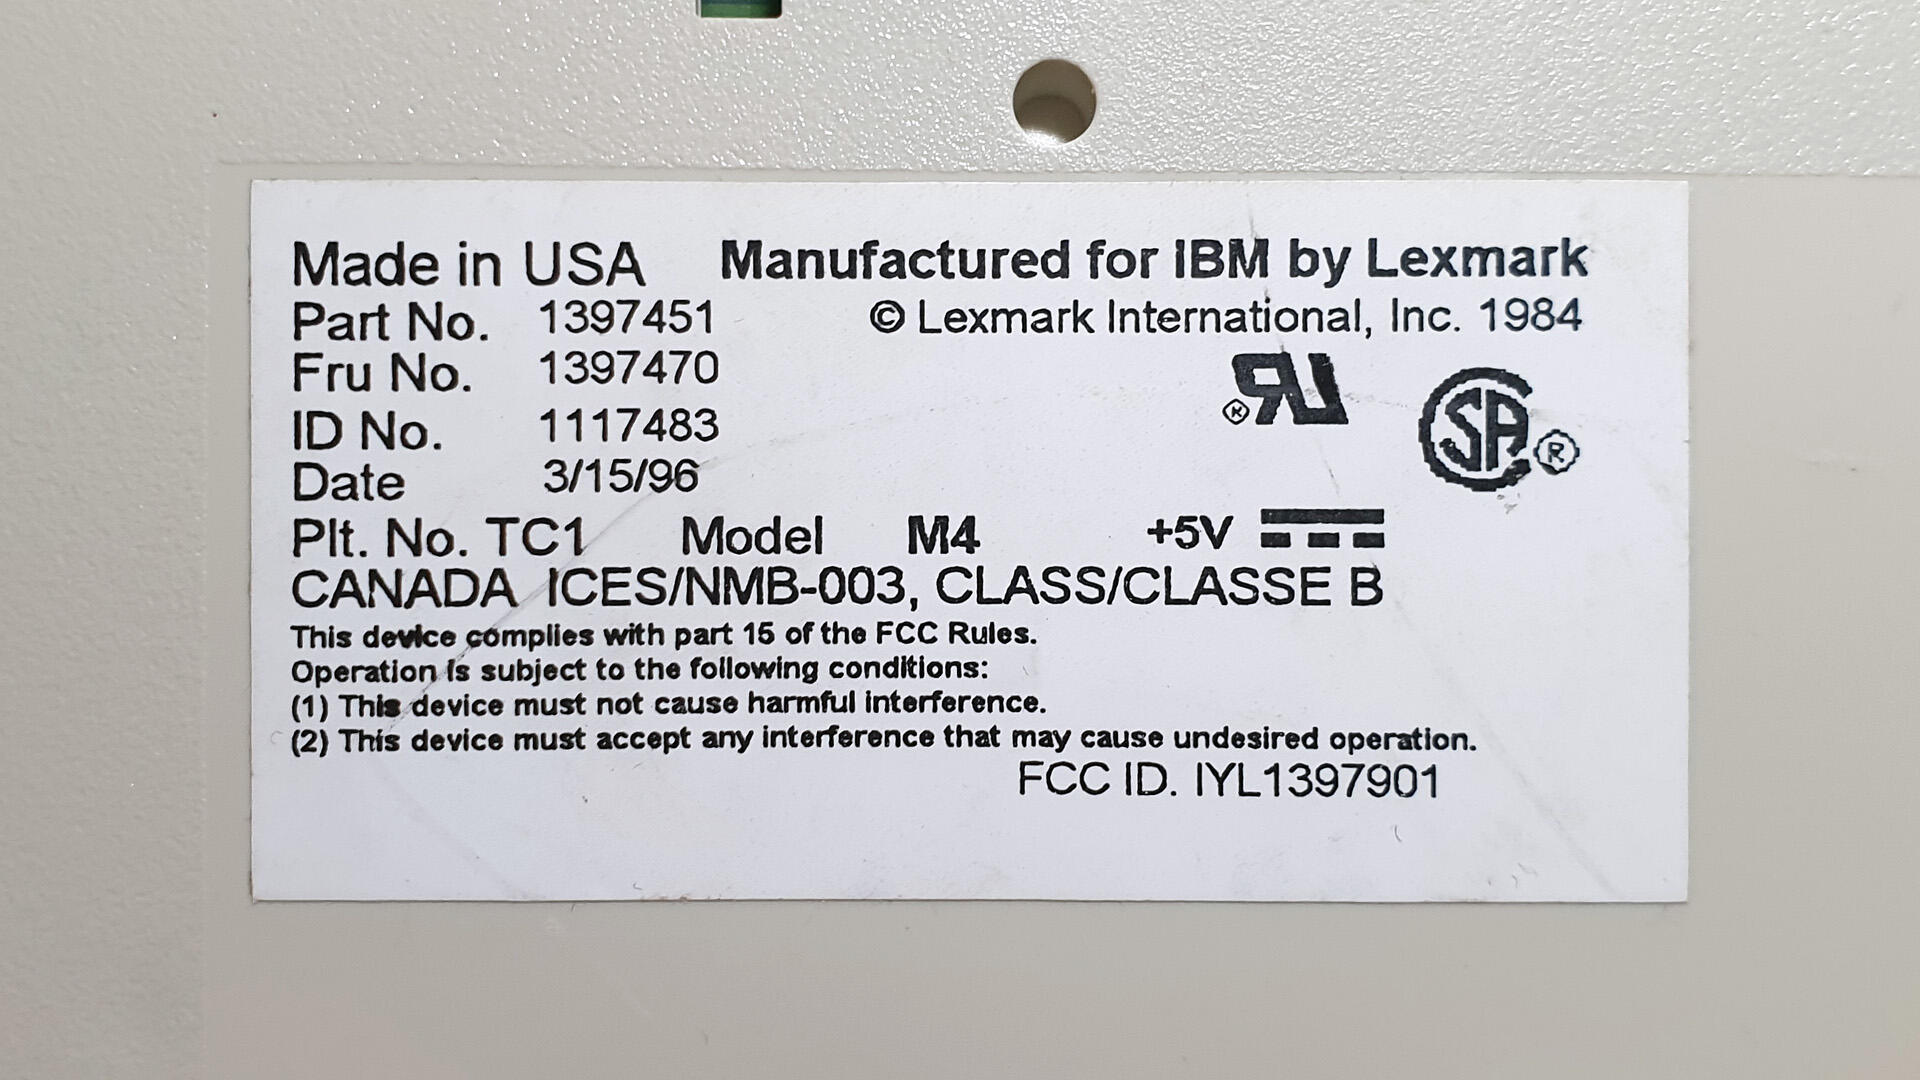 Made in USA Manufactured for IBM by Lexmark
Part No. 1397451 © Lexmark International, Inc. 1984
Fru No. 1397470
ID No. 1117483
Date 3/15/96
Plt. No. TC1 Model M4 +5V
CANADA ICES/NMB-003, CLASS/CLASSE B
This device complies with part 15 of the FCC Rules.
Operation is subject to the following conditions:
(1) This device must not cause harmful interference.
(2) This device must accept any interference that may cause undesired operation.
FCC ID. IYL1397901